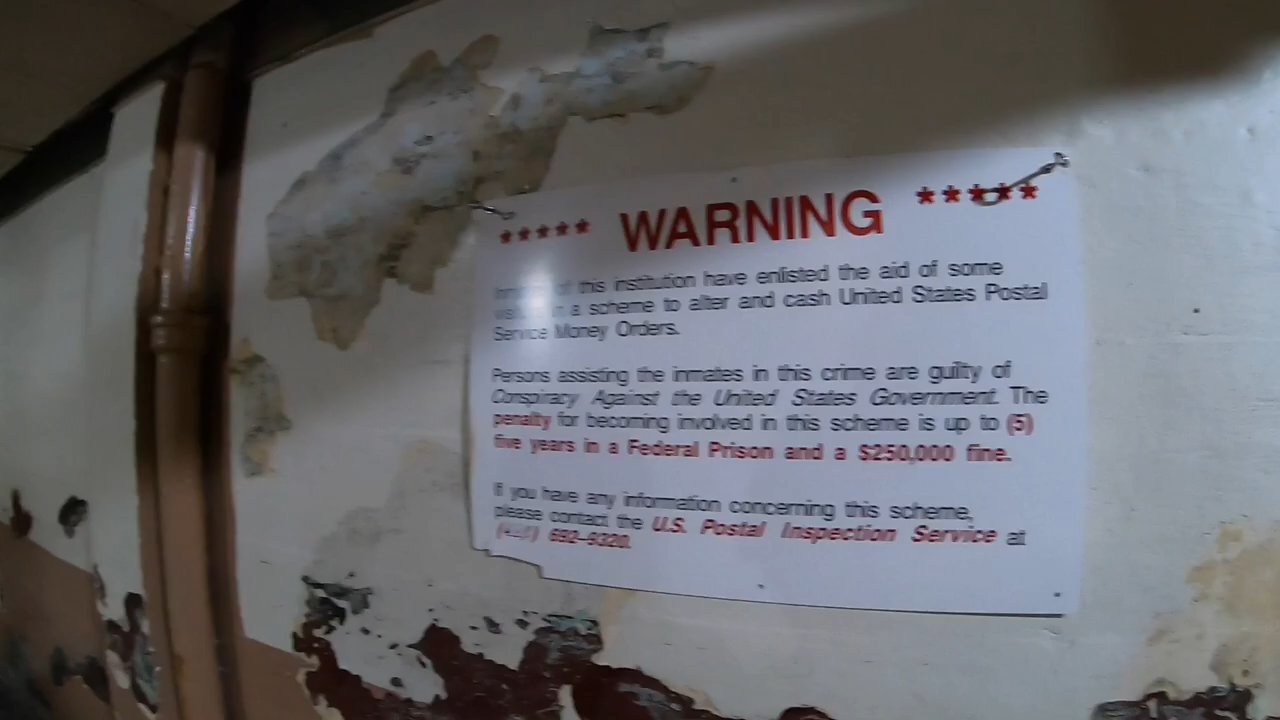 ***** WARNING *****
this institution have enlisted the aid of some
in a scheme to alter and cash United States Postal
Service Money Orders.
Persons assisting the inmates in this crime are guilty of
Conspiracy Against the United States Government. The
penalty for becoming involved in this scheme is up to (5)
five years in a Federal Prison and a $250,000 fine.
If you have any information concerning this scheme,
please contact the U.S. Postal Inspection Service at
692-9320.